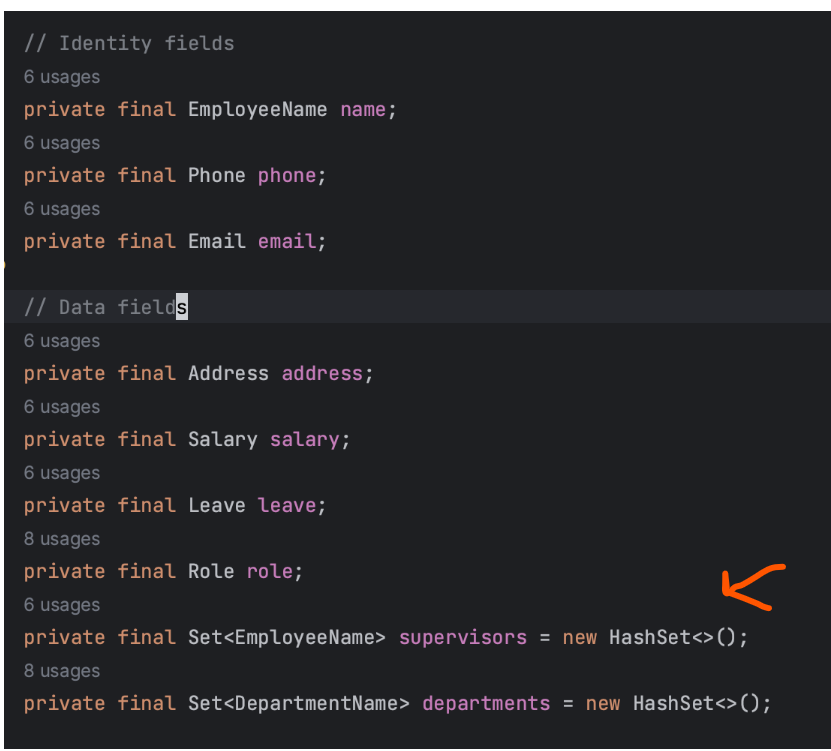 // Identity fields
6 usages
private final EmployeeName name;
6 usages
private final Phone phone;
6 usages
private final Email email;
// Data fields
6 usages
private final Address address;
6 usages
private final Salary salary;
6 usages
private final Leave leave;
8 usages
private final Role role;
6 usages
private final Set<EmployeeName> supervisors = new HashSet<>();
8 usages
private final Set<DepartmentName> departments = new HashSet<>();